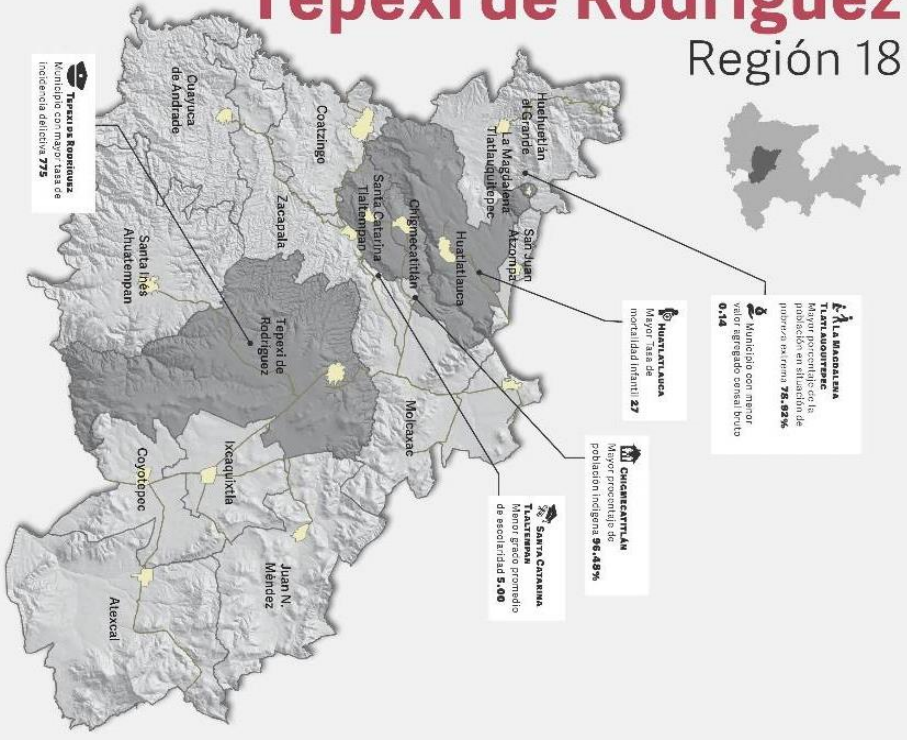 Tepexi de Rodríguez
Región 18
Huehuetlán
el Grande
La Magdalena
Tlatlauquitepec
San Juan
Atzompa
Huatlatlauca
Chigmecatitlán
Santa Catarina
Tlaltempan
Coatzingo
Cuayuca
de Andrade
Zacapala
Santa Inés
Ahuatempan
Tepexi de
Rodríguez
Molcaxac
Ixcaquixtla
Coyotepec
Juan N.
Méndez
Atexcal
LA MAGDALENA
TLATLAUQUITEPEC
Mayor porcentaje de la
población en situación de
pobreza extrema 78.92%
Municipio con menor
valor agregado censal bruto
0.14
HUATLATLAUCA
Mayor Tasa de
mortalidad infantil 27
CHIGMECATITLÁN
Mayor procentaje de
población indígena 96.48%
SANTA CATARINA
TLALTEMPAN
Menor grado promedio
de escolaridad 5.00
TEPEXI DE RODRÍGUEZ
Municipio con mayor tasa de
incidencia delictiva 775